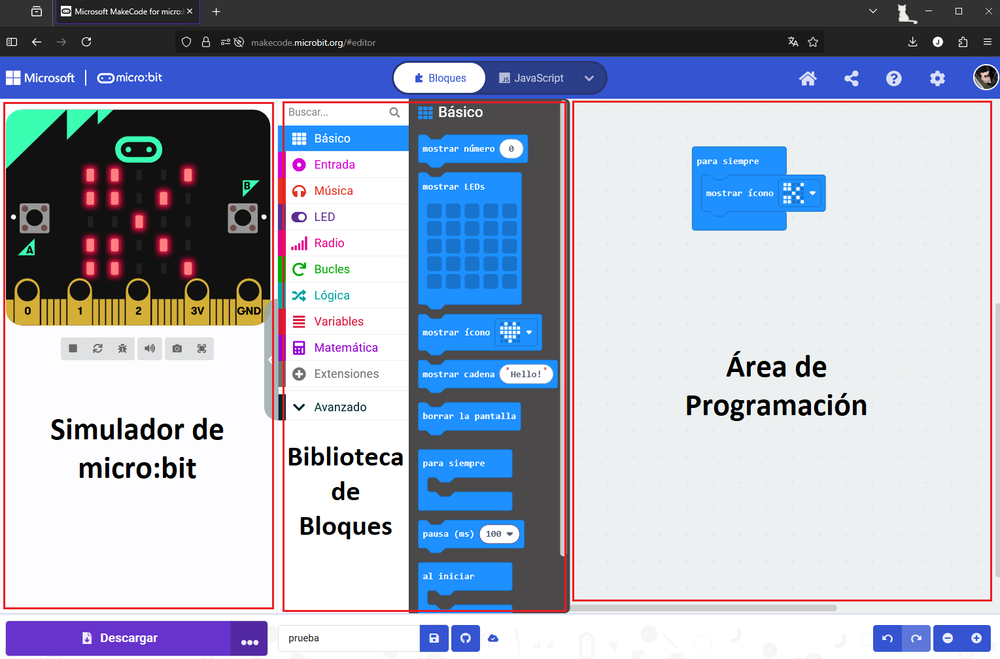 Microsoft MakeCode for micro:
makecode.microbit.org/#editor
J
Microsoft
micro:bit
Bloques
JS JavaScript
B
A
0 1 2 3V GND
Simulador de
micro:bit
Buscar...
Básico
Entrada
Música
LED
Radio
Bucles
Lógica
Variables
Matemática
Extensiones
Avanzado
Biblioteca
de
Bloques
Básico
mostrar número 0
mostrar LEDs
mostrar ícono
mostrar cadena "Hello!"
borrar la pantalla
para siempre
pausa (ms) 100
al iniciar
para siempre
mostrar ícono
Área de
Programación
Descargar
prueba